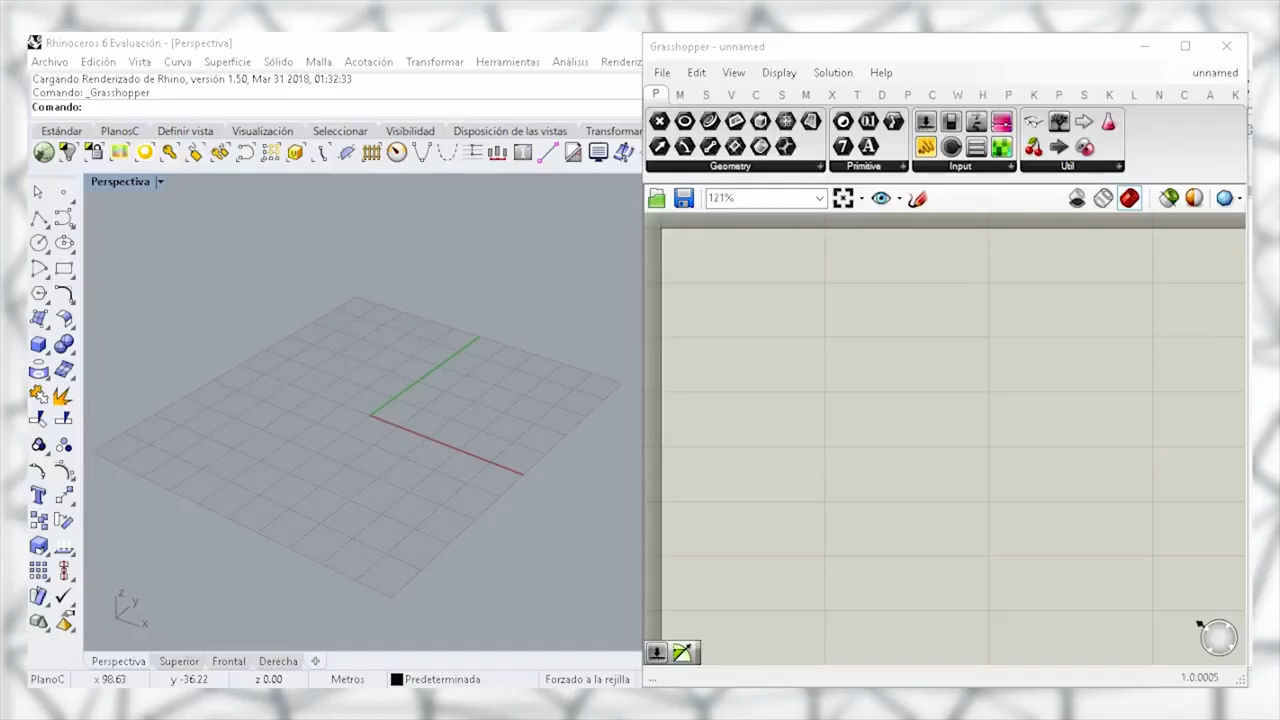 Rhinoceros 6 Evaluación - [Perspectiva]
Archivo Edición Vista Curva Superficie Sólido Malla Acotación Transformar Herramientas Análisis Renderiz
Cargando Renderizado de Rhino, versión 1.50, Mar 31 2018, 01:32:33
Comando: _Grasshopper
Comando:
Estándar PlanosC Definir vista Visualización Seleccionar Visibilidad Disposición de las vistas Transformar
Perspectiva
z
y
x
Perspectiva Superior Frontal Derecha
PlanoC x 98.63 y -36.22 z 0.00 Metros Predeterminada Forzado a la rejilla
Grasshopper - unnamed
File Edit View Display Solution Help unnamed
P M S V C S M X T D P C W H P K P S K L N C A K
Geometry Primitive Input Util
121%
... 1.0.0005